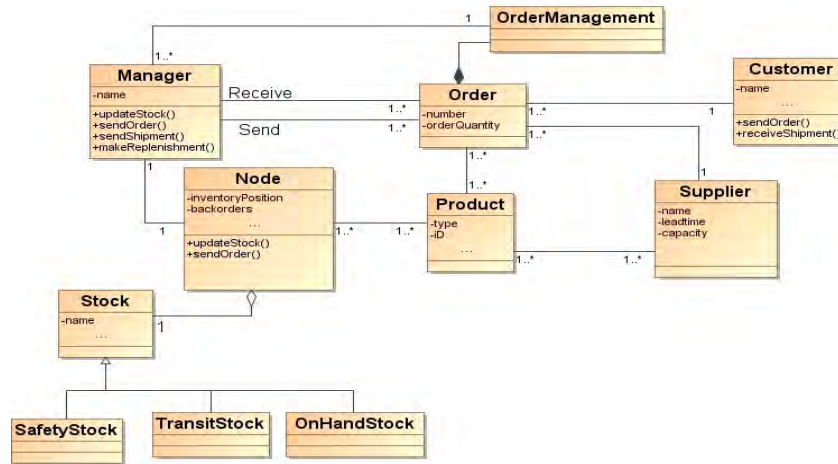 1
OrderManagement
1..*
Manager
-name
+updateStock()
+sendOrder()
+sendShipment()
+makeReplenishment()
Receive
1..*
Send
1..*
Order
-number
-orderQuantity
1..*
1
1..*
Customer
-name
...
+sendOrder()
+receiveShipment()
1
1
Node
-inventoryPosition
-backorders
...
+updateStock()
+sendOrder()
1..*
1..*
1..*
1..*
Product
-type
-iD
...
1..*
1..*
1
Supplier
-name
-leadtime
-capacity
Stock
-name
...
1
SafetyStock
TransitStock
OnHandStock